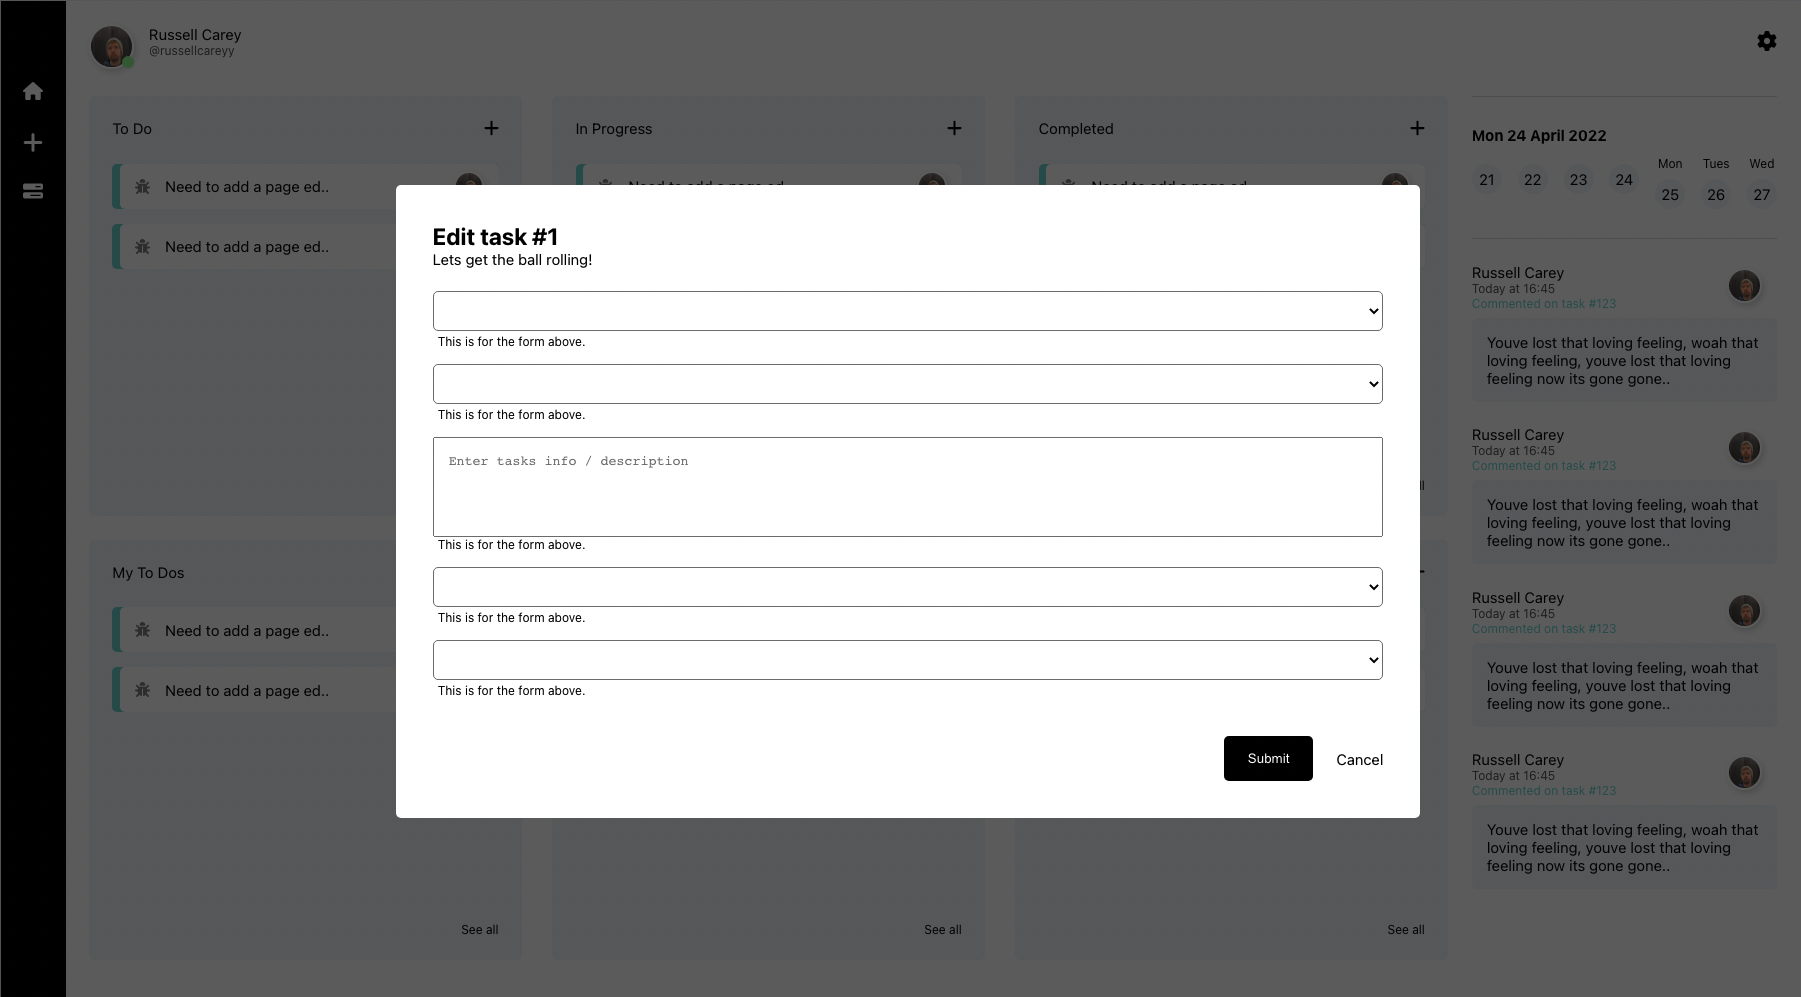 Russell Carey
@russellcareyy
To Do
Need to add a page ed..
Need to add a page ed..
In Progress
Need to add a page ed..
Completed
Need to add a page ed..
Mon 24 April 2022
Mon Tues Wed
21 22 23 24 25 26 27
Edit task #1
Lets get the ball rolling!
This is for the form above.
This is for the form above.
Enter tasks info / description
This is for the form above.
This is for the form above.
This is for the form above.
Submit Cancel
My To Dos
Need to add a page ed..
Need to add a page ed..
See all
See all
See all
Russell Carey
Today at 16:45
Commented on task #123
Youve lost that loving feeling, woah that
loving feeling, youve lost that loving
feeling now its gone gone..
Russell Carey
Today at 16:45
Commented on task #123
Youve lost that loving feeling, woah that
loving feeling, youve lost that loving
feeling now its gone gone..
Russell Carey
Today at 16:45
Commented on task #123
Youve lost that loving feeling, woah that
loving feeling, youve lost that loving
feeling now its gone gone..
Russell Carey
Today at 16:45
Commented on task #123
Youve lost that loving feeling, woah that
loving feeling, youve lost that loving
feeling now its gone gone..